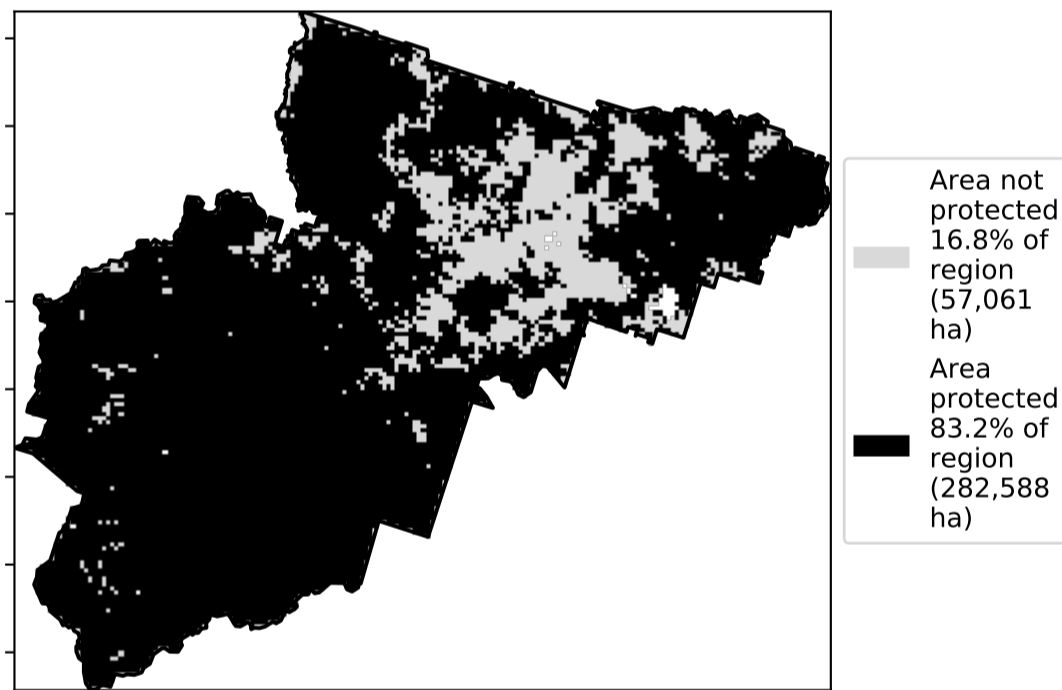 Area not
protected
16.8% of
region
(57,061
ha)
Area
protected
83.2% of
region
(282,588
ha)